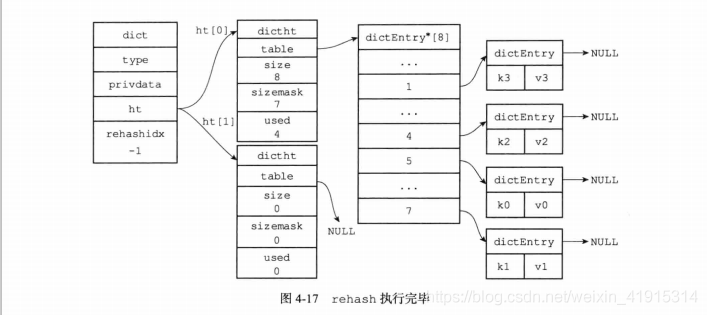 dict
type
privdata
ht
rehashidx
-1
ht[0]
ht[1]
dictht
table
size
8
sizemask
7
used
4
dictht
table
size
0
sizemask
0
used
0
NULL
dictEntry*[8]
...
1
...
4
5
...
7
dictEntry
k3 v3
NULL
dictEntry
k2 v2
NULL
dictEntry
k0 v0
NULL
dictEntry
k1 v1
NULL
图 4-17 rehash 执行完毕
https://blog.csdn.net/weixin_41915314